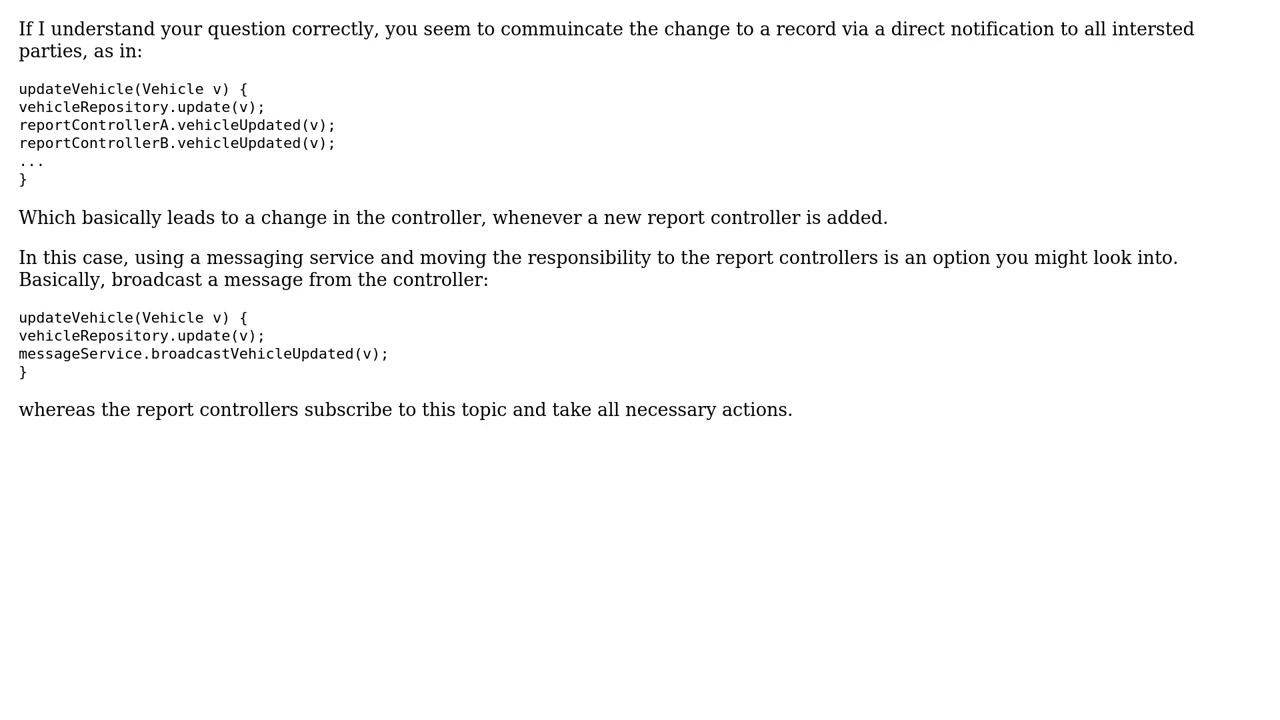 If I understand your question correctly, you seem to commuincate the change to a record via a direct notification to all intersted
parties, as in:
updateVehicle(Vehicle v) {
vehicleRepository.update(v);
reportControllerA.vehicleUpdated(v);
reportControllerB.vehicleUpdated(v);
...
}
Which basically leads to a change in the controller, whenever a new report controller is added.
In this case, using a messaging service and moving the responsibility to the report controllers is an option you might look into.
Basically, broadcast a message from the controller:
updateVehicle(Vehicle v) {
vehicleRepository.update(v);
messageService.broadcastVehicleUpdated(v);
}
whereas the report controllers subscribe to this topic and take all necessary actions.